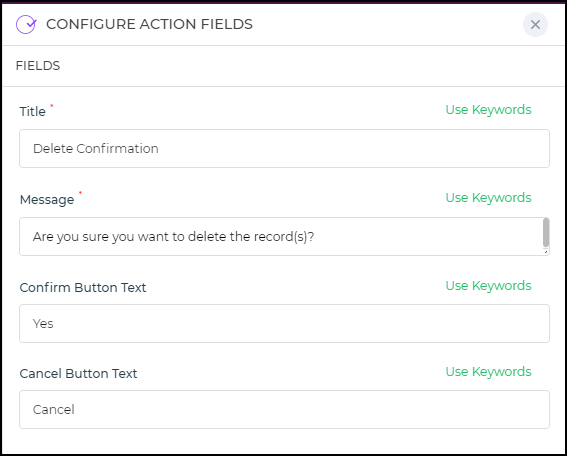 CONFIGURE ACTION FIELDS
FIELDS
Title * Use Keywords
Delete Confirmation
Message * Use Keywords
Are you sure you want to delete the record(s)?
Confirm Button Text Use Keywords
Yes
Cancel Button Text Use Keywords
Cancel